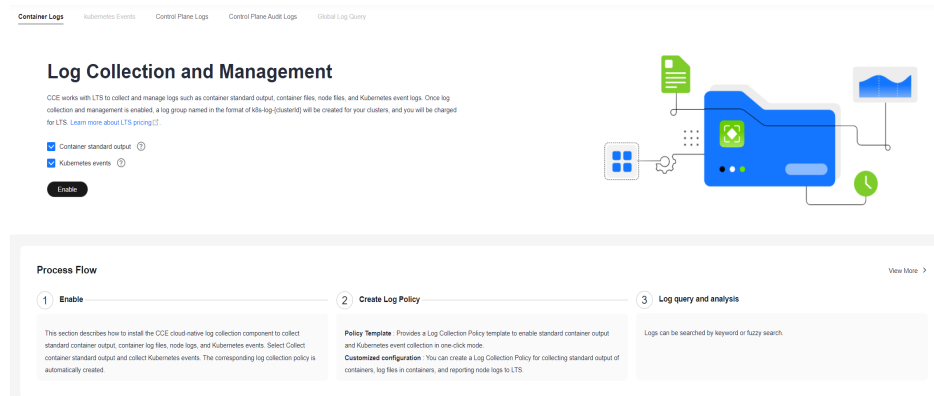 Container Logs Kubernetes Events Control Plane Logs Control Plane Audit Logs Global Log Query
Log Collection and Management
CCE works with LTS to collect and manage logs such as container standard output, container files, node files, and Kubernetes event logs. Once log
collection and management is enabled, a log group named in the format of k8s-log-{clusterId} will be created for your clusters, and you will be charged
for LTS. Learn more about LTS pricing
Container standard output
Kubernetes events
Enable
Process Flow
View More
1 Enable
This section describes how to install the CCE cloud-native log collection component to collect
standard container output, container log files, node logs, and Kubernetes events. Select Collect
container standard output and collect Kubernetes events. The corresponding log collection policy is
automatically created.
2 Create Log Policy
Policy Template : Provides a Log Collection Policy template to enable standard container output
and Kubernetes event collection in one-click mode.
Customized configuration : You can create a Log Collection Policy for collecting standard output of
containers, log files in containers, and reporting node logs to LTS.
3 Log query and analysis
Logs can be searched by keyword or fuzzy search.